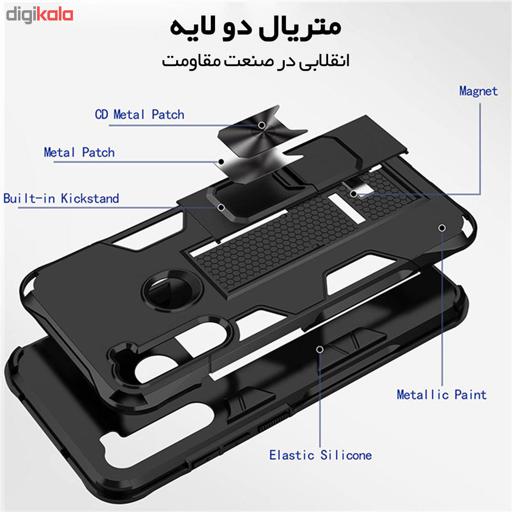 digikala
متریال دو لایه
انقلابی در صنعت مقاومت
Magnet
CD Metal Patch
Metal Patch
Built-in Kickstand
Metallic Paint
Elastic Silicone